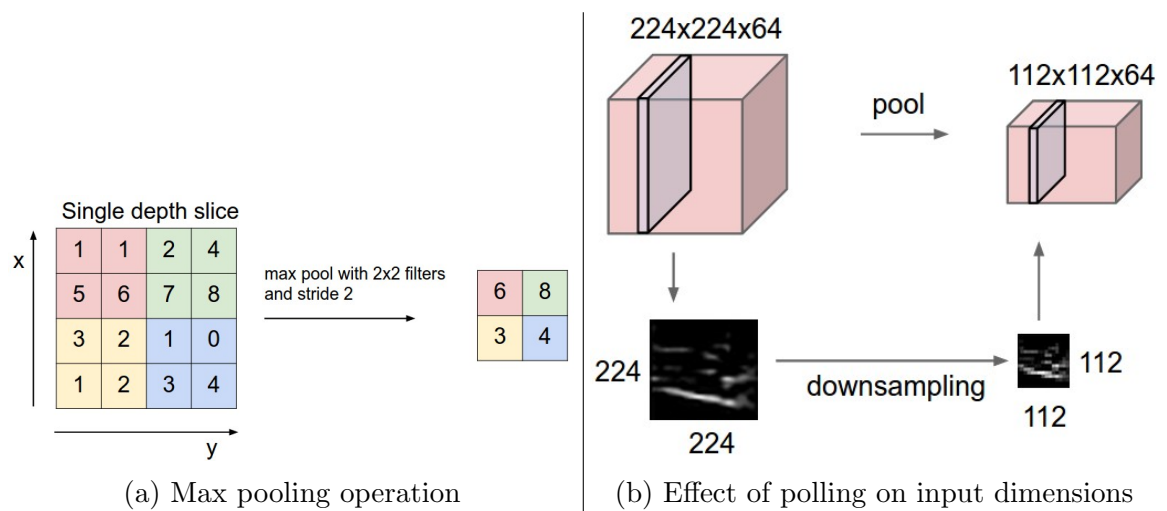 Single depth slice
x
1 1 2 4
5 6 7 8
3 2 1 0
1 2 3 4
y
max pool with 2x2 filters
and stride 2
6 8
3 4
(a) Max pooling operation
224x224x64
pool
112x112x64
224
224
downsampling
112
112
(b) Effect of polling on input dimensions